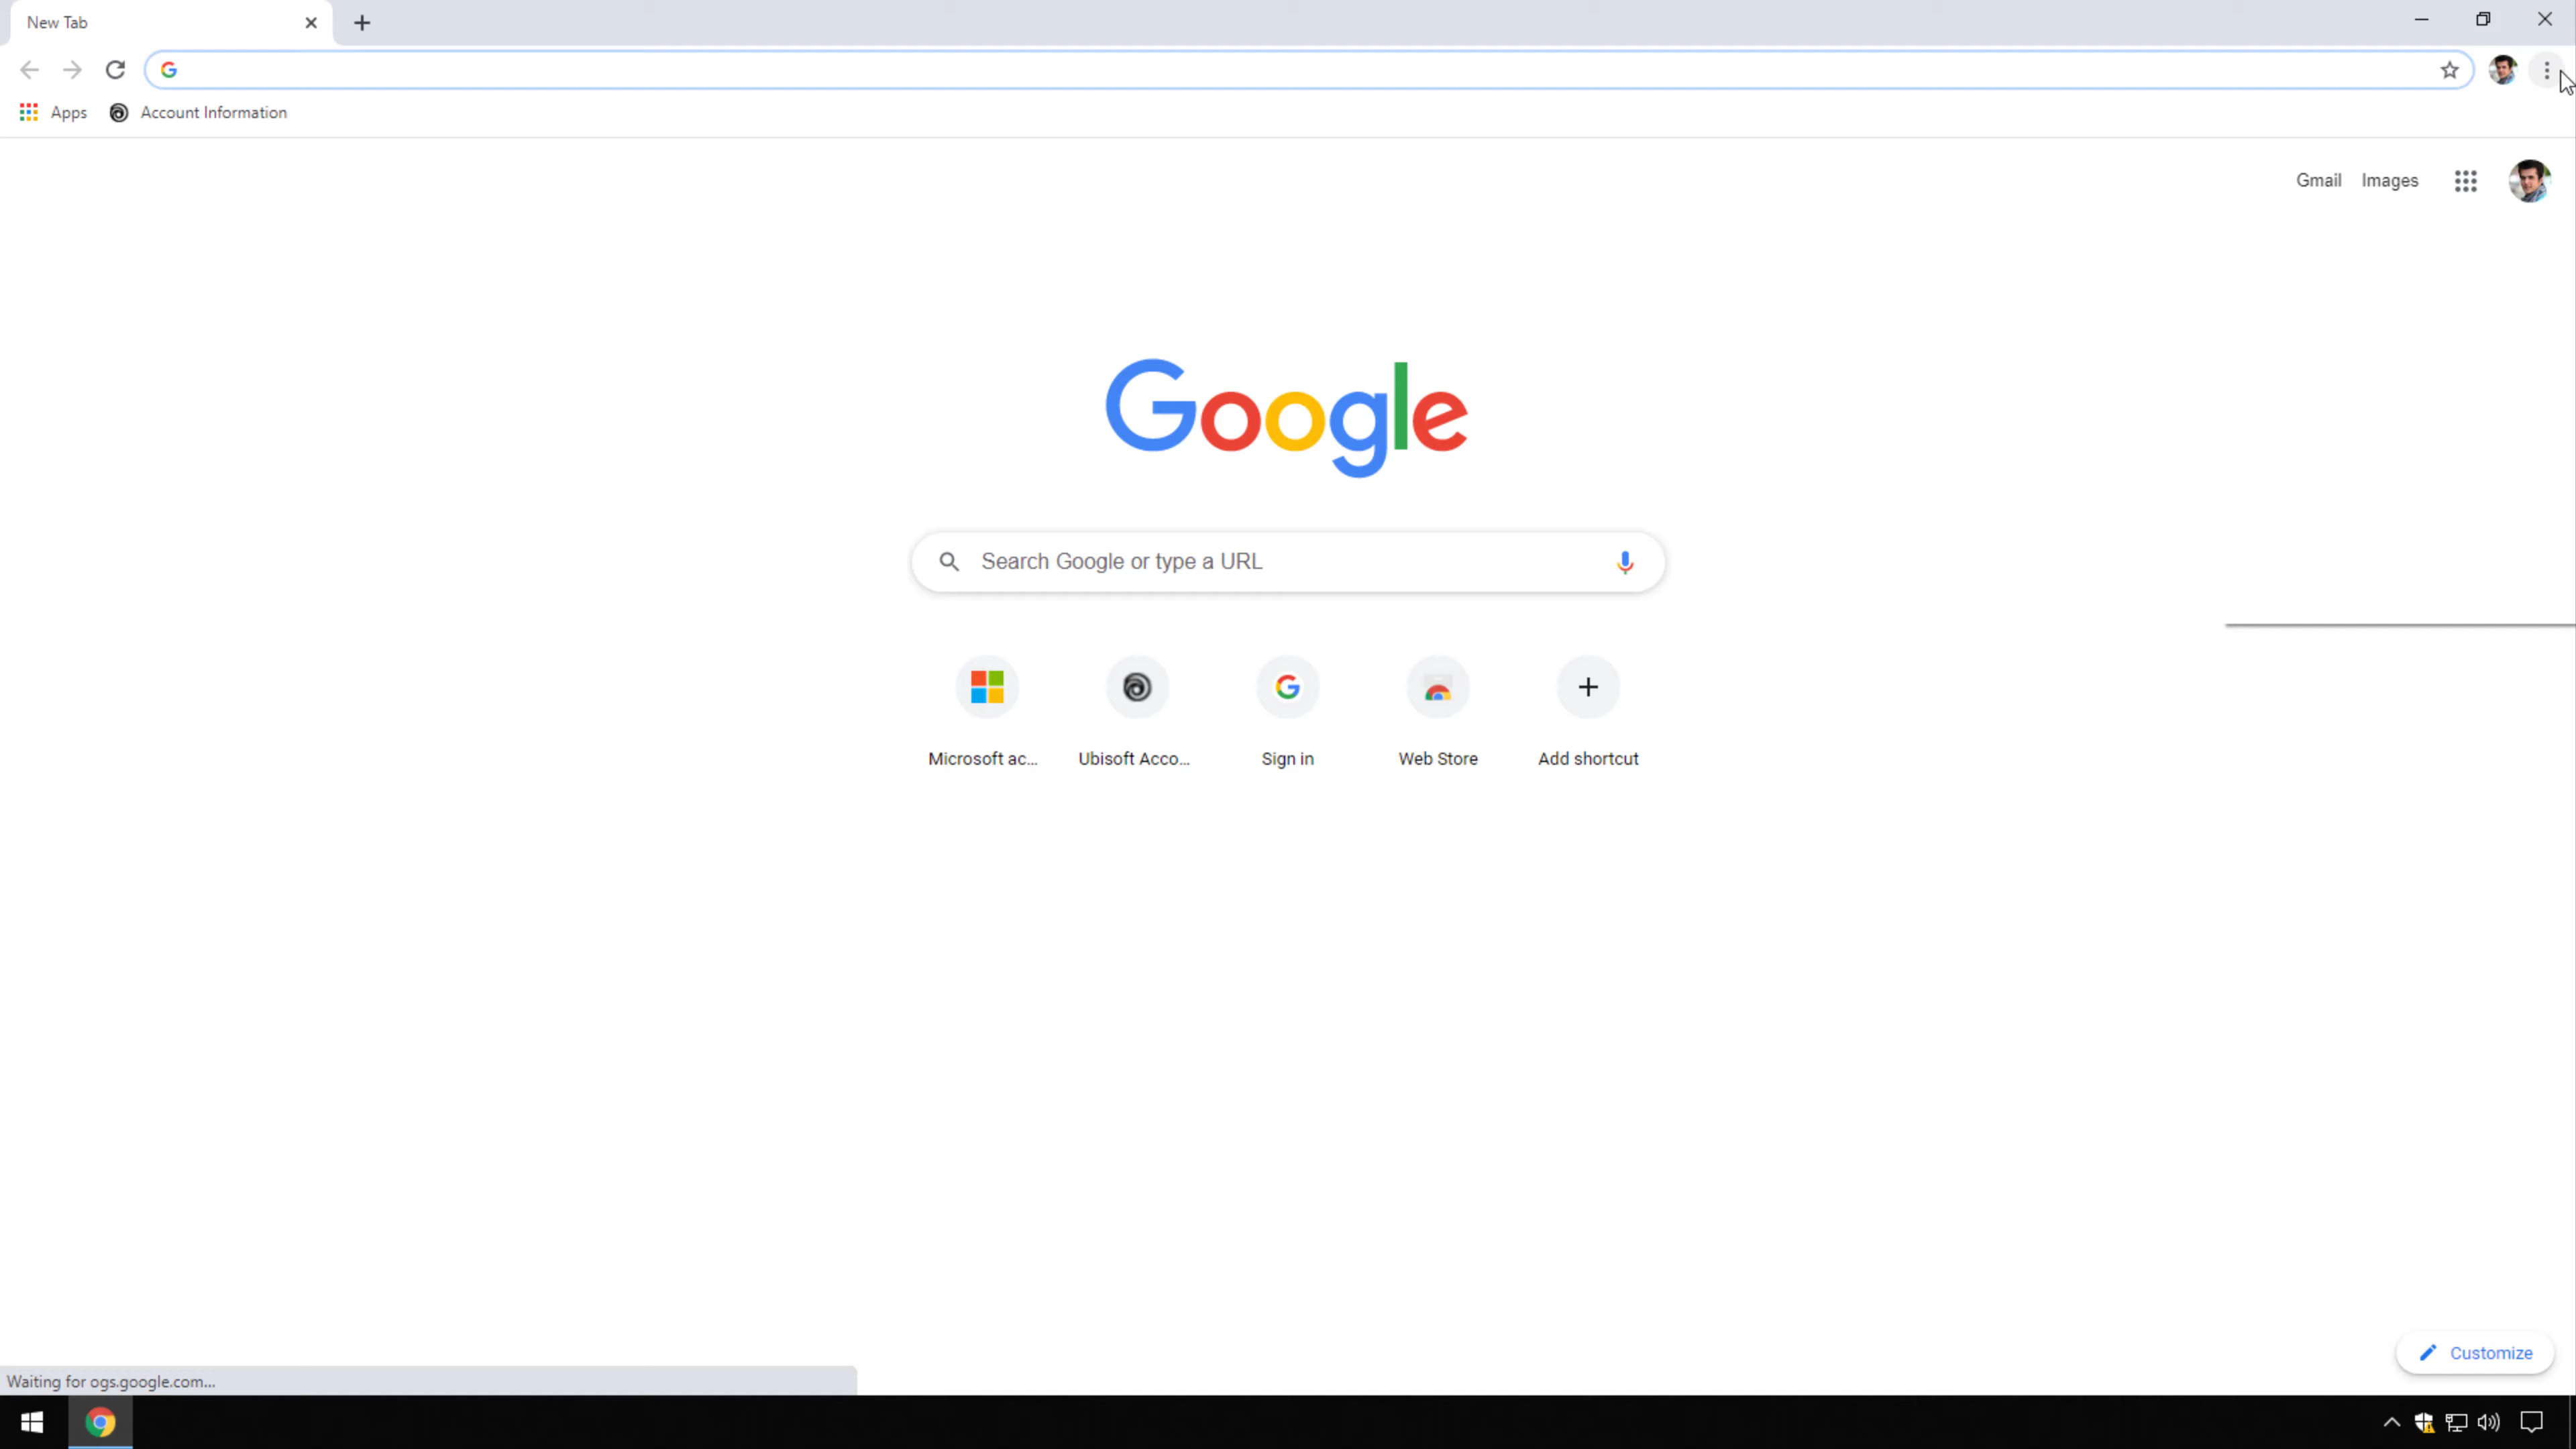 New Tab
Apps
Account Information
Gmail Images
Google
Search Google or type a URL
Microsoft ac...
Ubisoft Acco...
Sign in
Web Store
Add shortcut
Customize
Waiting for ogs.google.com...